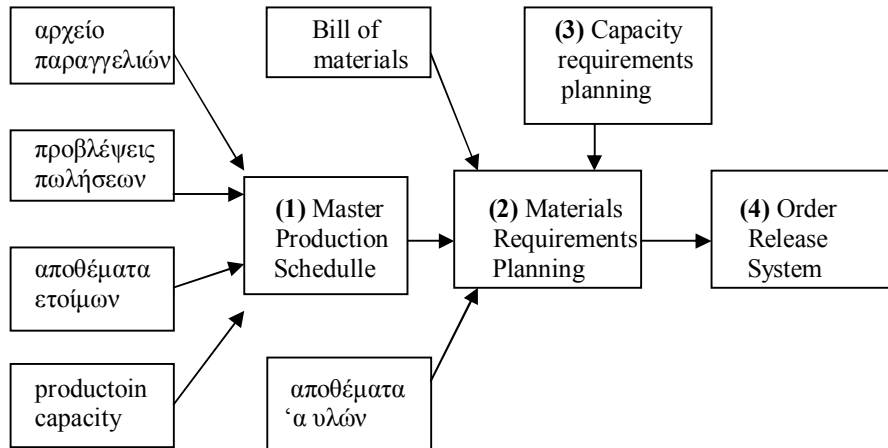 αρχείο
παραγγελιών
Bill of
materials
(3) Capacity
requirements
planning
προβλέψεις
πωλήσεων
(1) Master
Production
Schedulle
(2) Materials
Requirements
Planning
(4) Order
Release
System
αποθέματα
ετοίμων
productoin
capacity
αποθέματα
‘α υλών